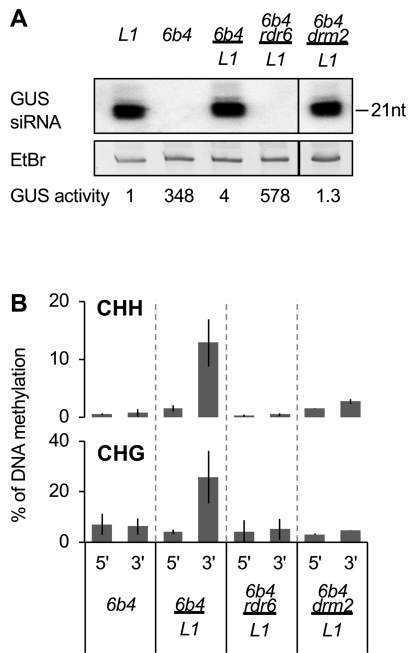 A
L1 6b4 6b4 6b4 rdr6 6b4 drm2
L1 L1 L1
GUS siRNA
21nt
EtBr
GUS activity 1 348 4 578 1.3
B
% of DNA methylation
CHH
20
10
0
CHG
40
20
0
5' 3' 5' 3' 5' 3' 5' 3'
6b4 6b4 6b4 rdr6 6b4 drm2
L1 L1 L1